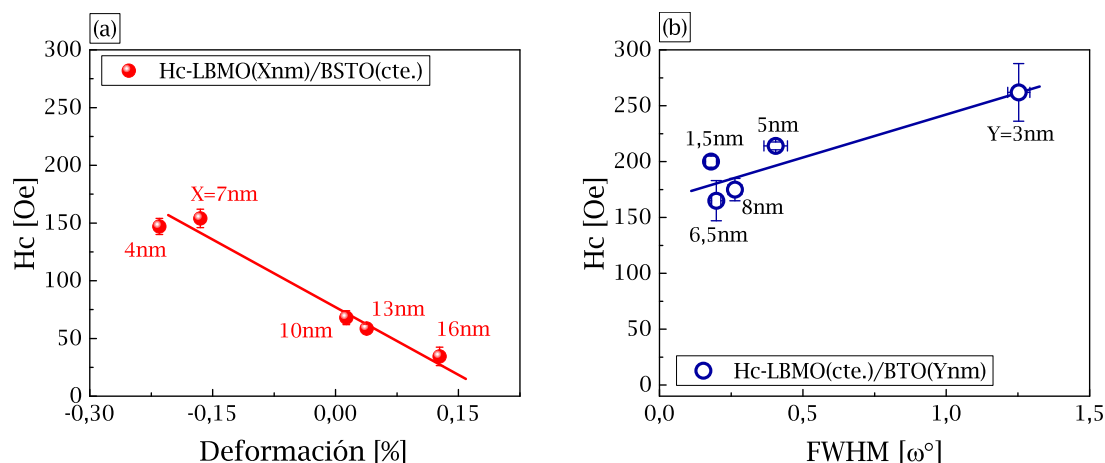 (a)
Hc-LBMO(Xnm)/BSTO(cte.)
300
250
200
150
100
50
0
Hc [Oe]
X=7nm
4nm
10nm
13nm
16nm
-0,30
-0,15
0,00
0,15
Deformación [%]
(b)
300
250
200
150
100
50
0
Hc [Oe]
1,5nm
5nm
Y=3nm
8nm
6,5nm
Hc-LBMO(cte.)/BTO(Ynm)
0,0
0,5
1,0
1,5
FWHM [ω°]